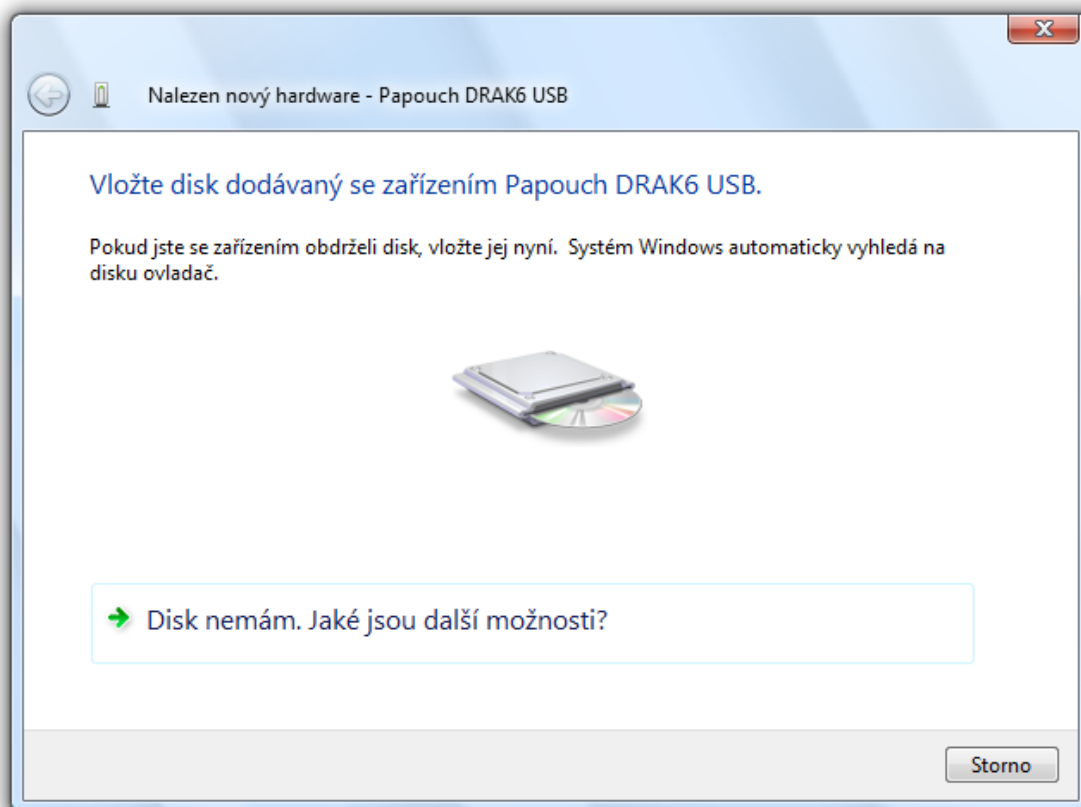 Nalezen nový hardware - Papouch DRAK6 USB
Vložte disk dodávaný se zařízením Papouch DRAK6 USB.
Pokud jste se zařízením obdrželi disk, vložte jej nyní.  Systém Windows automaticky vyhledá na
disku ovladač.
Disk nemám. Jaké jsou další možnosti?
Storno